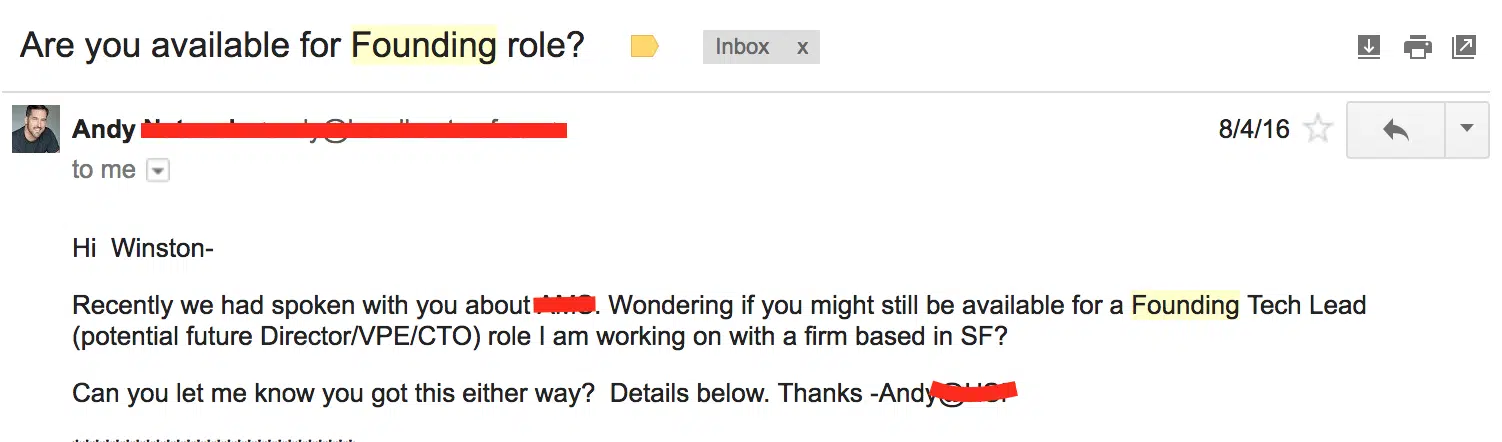 Are you available for Founding role?
Inbox x
Andy
8/4/16
to me
Hi Winston-
Recently we had spoken with you about . Wondering if you might still be available for a Founding Tech Lead
(potential future Director/VPE/CTO) role I am working on with a firm based in SF?
Can you let me know you got this either way? Details below. Thanks -Andy